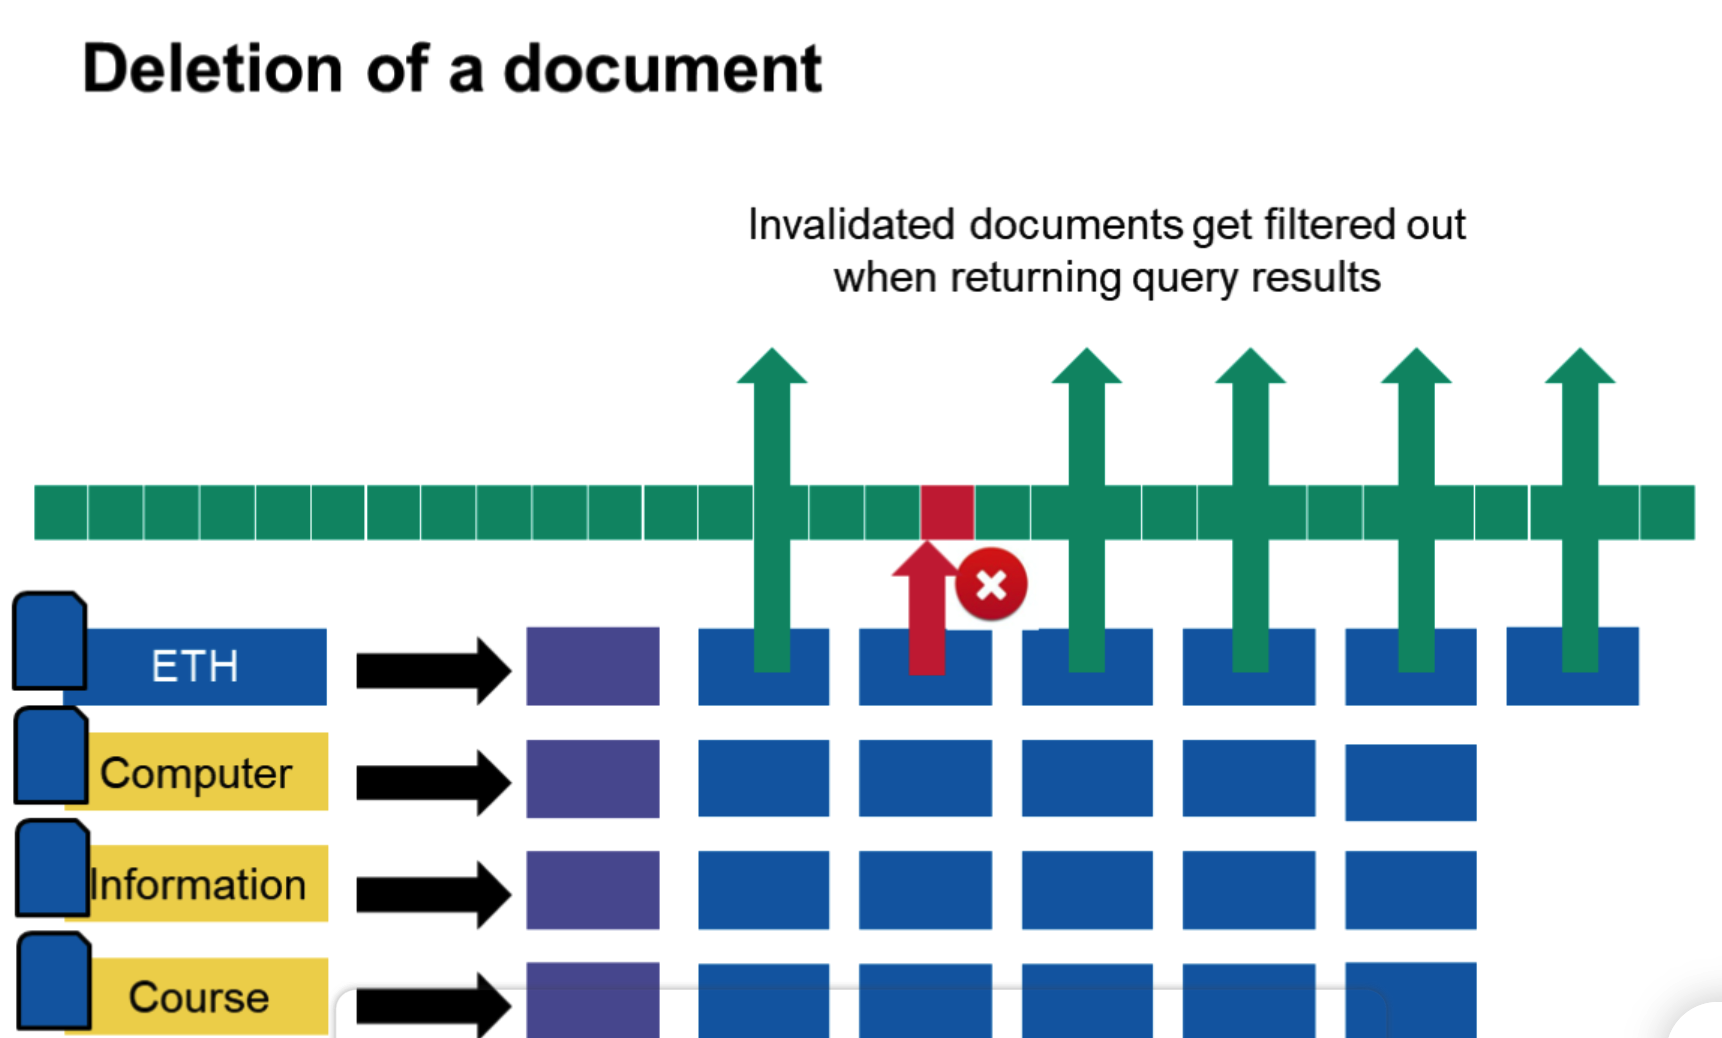 Deletion of a document
Invalidated documents get filtered out
when returning query results
ETH
Computer
Information
Course